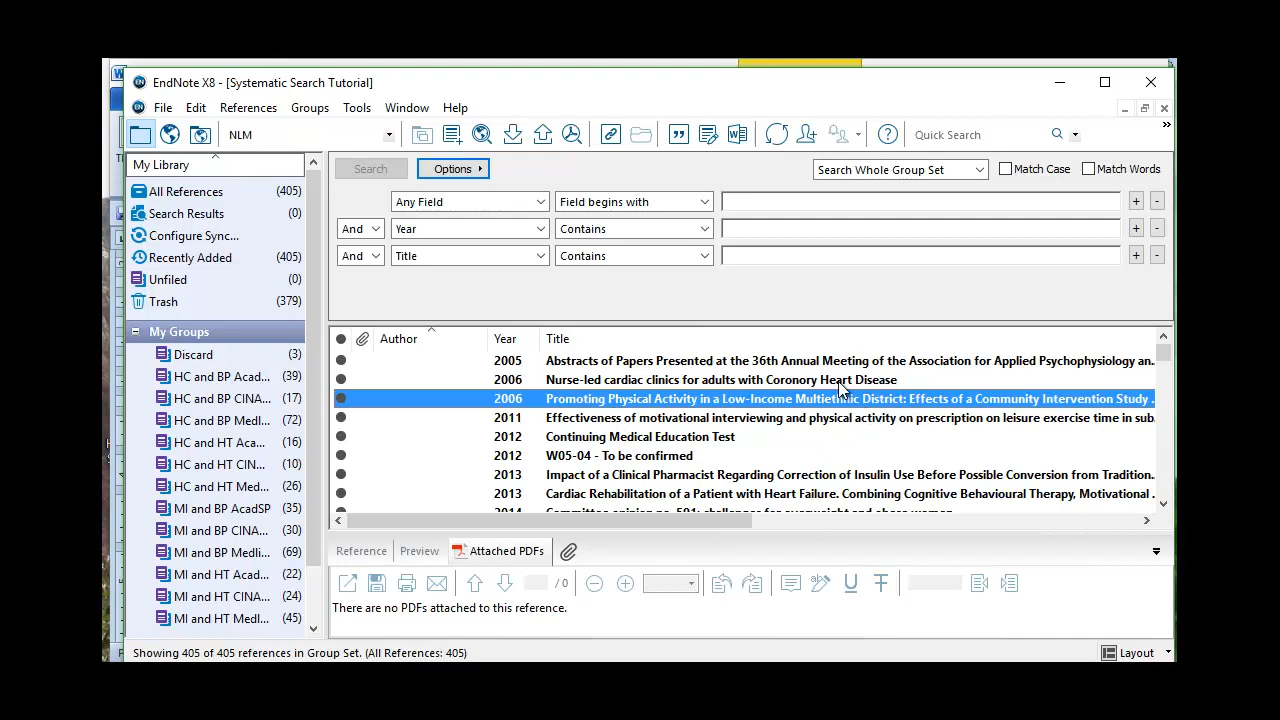 EndNote X8 - [Systematic Search Tutorial]
File Edit References Groups Tools Window Help
NLM
Quick Search
My Library
All References (405)
Search Results (0)
Configure Sync...
Recently Added (405)
Unfiled (0)
Trash (379)
My Groups
Discard (3)
HC and BP Acad... (39)
HC and BP CINA... (17)
HC and BP Medl... (72)
HC and HT Aca... (16)
HC and HT CIN... (10)
HC and HT Med... (26)
MI and BP AcadSP (35)
MI and BP CINA... (30)
MI and BP Medli... (69)
MI and HT Acad... (22)
MI and HT CINA... (24)
MI and HT Medl... (45)
Search Options Search Whole Group Set Match Case Match Words
Any Field Field begins with + -
And Year Contains + -
And Title Contains + -
Author Year Title
2005 Abstracts of Papers Presented at the 36th Annual Meeting of the Association for Applied Psychophysiology an...
2006 Nurse-led cardiac clinics for adults with Coronory Heart Disease
2006 Promoting Physical Activity in a Low-Income Multiethnic District: Effects of a Community Intervention Study ...
2011 Effectiveness of motivational interviewing and physical activity on prescription on leisure exercise time in sub...
2012 Continuing Medical Education Test
2012 W05-04 - To be confirmed
2013 Impact of a Clinical Pharmacist Regarding Correction of Insulin Use Before Possible Conversion from Tradition...
2013 Cardiac Rehabilitation of a Patient with Heart Failure. Combining Cognitive Behavioural Therapy, Motivational ...
Reference Preview Attached PDFs
/ 0
There are no PDFs attached to this reference.
Showing 405 of 405 references in Group Set. (All References: 405)
Layout